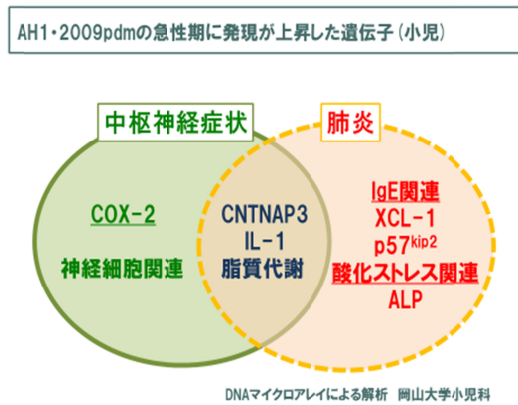 AH1・2009pdmの急性期に発現が上昇した遺伝子(小児)
中枢神経症状
肺炎
COX-2
神経細胞関連
CNTNAP3
IL-1
脂質代謝
IgE関連
XCL-1
p57kip2
酸化ストレス関連
ALP
DNAマイクロアレイによる解析 岡山大学小児科